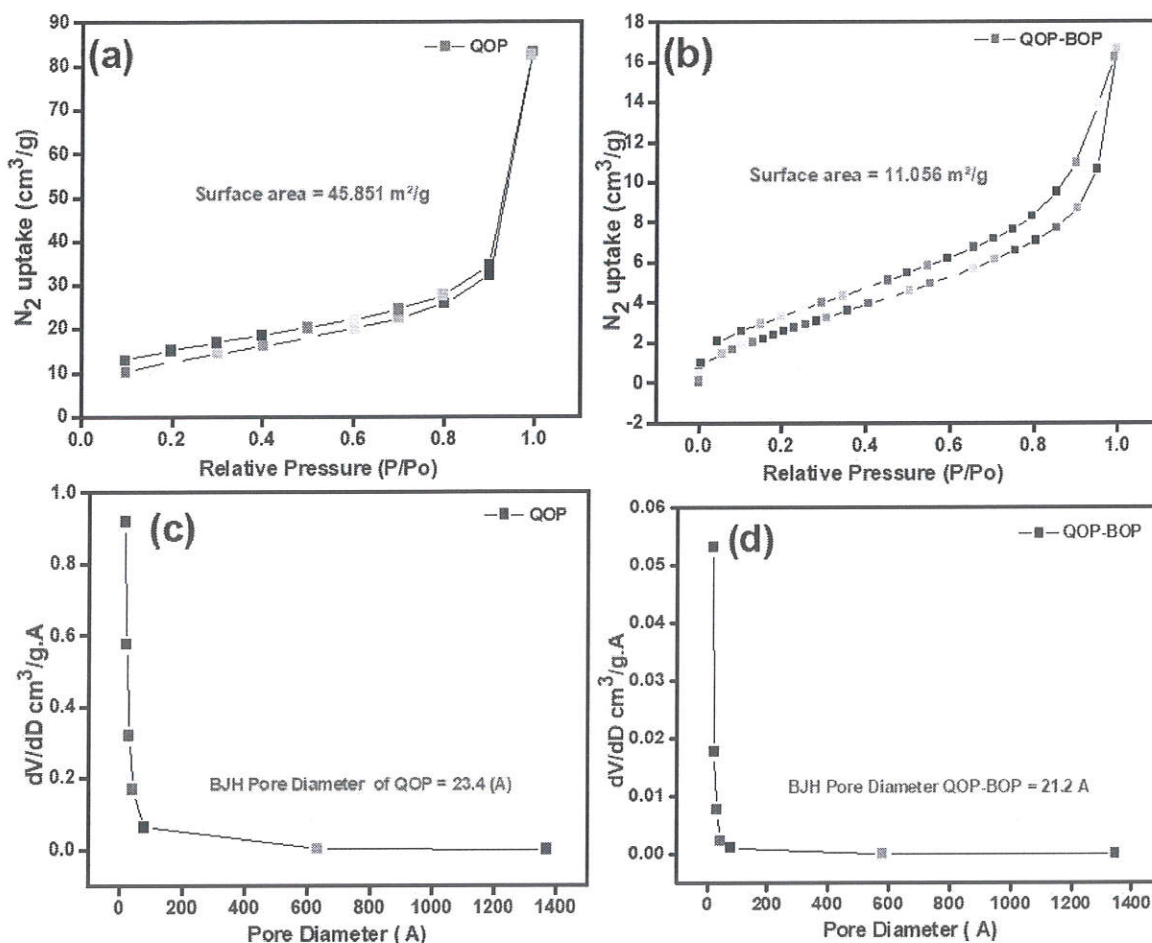 (a)
QOP
Surface area = 45.851 m²/g
N2 uptake (cm³/g)
90
80
70
60
50
40
30
20
10
0
0.0 0.2 0.4 0.6 0.8 1.0
Relative Pressure (P/Po)
(b)
QOP-BOP
Surface area = 11.056 m²/g
N2 uptake (cm³/g)
18
16
14
12
10
8
6
4
2
0
-2
0.0 0.2 0.4 0.6 0.8 1.0
Relative Pressure (P/Po)
(c)
QOP
BJH Pore Diameter of QOP = 23.4 (A)
dV/dD cm³/g.A
1.0
0.8
0.6
0.4
0.2
0.0
0 200 400 600 800 1000 1200 1400
Pore Diameter ( A)
(d)
QOP-BOP
BJH Pore Diameter QOP-BOP = 21.2 A
dV/dD cm³/g.A
0.06
0.05
0.04
0.03
0.02
0.01
0.00
0 200 400 600 800 1000 1200 1400
Pore Diameter ( A)